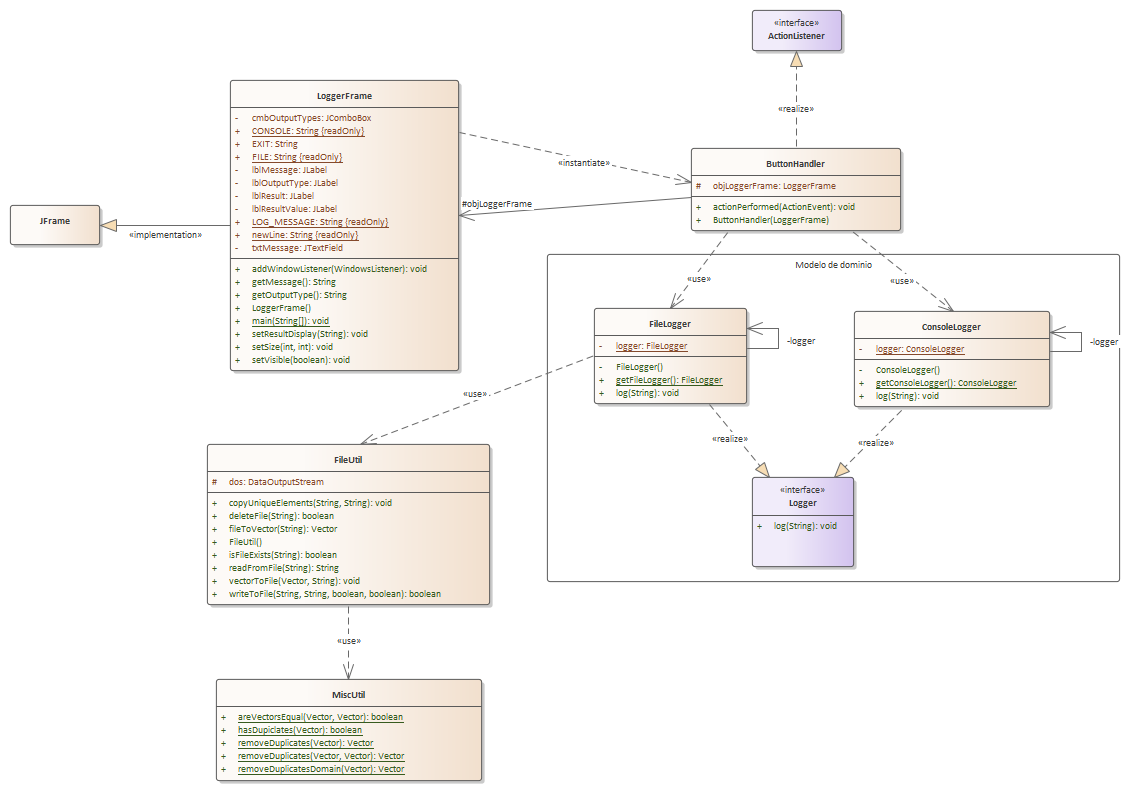 «interface»
ActionListener
«realize»
LoggerFrame
- cmbOutputTypes: JComboBox
+ CONSOLE: String {readOnly}
+ EXIT: String
+ FILE: String {readOnly}
- lblMessage: JLabel
- lblOutputType: JLabel
- lblResult: JLabel
- lblResultValue: JLabel
+ LOG_MESSAGE: String {readOnly}
+ newLine: String {readOnly}
- txtMessage: JTextField
+ addWindowListener(WindowsListener): void
+ getMessage(): String
+ getOutputType(): String
+ LoggerFrame()
+ main(String[]): void
+ setResultDisplay(String): void
+ setSize(int, int): void
+ setVisible(boolean): void
«instantiate»
#objLoggerFrame
ButtonHandler
# objLoggerFrame: LoggerFrame
+ actionPerformed(ActionEvent): void
+ ButtonHandler(LoggerFrame)
JFrame
«implementation»
Modelo de dominio
«use»
«use»
FileLogger
- logger: FileLogger
- FileLogger()
+ getFileLogger(): FileLogger
+ log(String): void
-logger
ConsoleLogger
- logger: ConsoleLogger
- ConsoleLogger()
+ getConsoleLogger(): ConsoleLogger
+ log(String): void
-logger
«use»
«realize»
«realize»
«interface»
Logger
+ log(String): void
FileUtil
# dos: DataOutputStream
+ copyUniqueElements(String, String): void
+ deleteFile(String): boolean
+ fileToVector(String): Vector
+ FileUtil()
+ isFileExists(String): boolean
+ readFromFile(String): String
+ vectorToFile(Vector, String): void
+ writeToFile(String, String, boolean, boolean): boolean
«use»
MiscUtil
+ areVectorsEqual(Vector, Vector): boolean
+ hasDupiclates(Vector): boolean
+ removeDuplicates(Vector): Vector
+ removeDuplicates(Vector, Vector): Vector
+ removeDuplicatesDomain(Vector): Vector